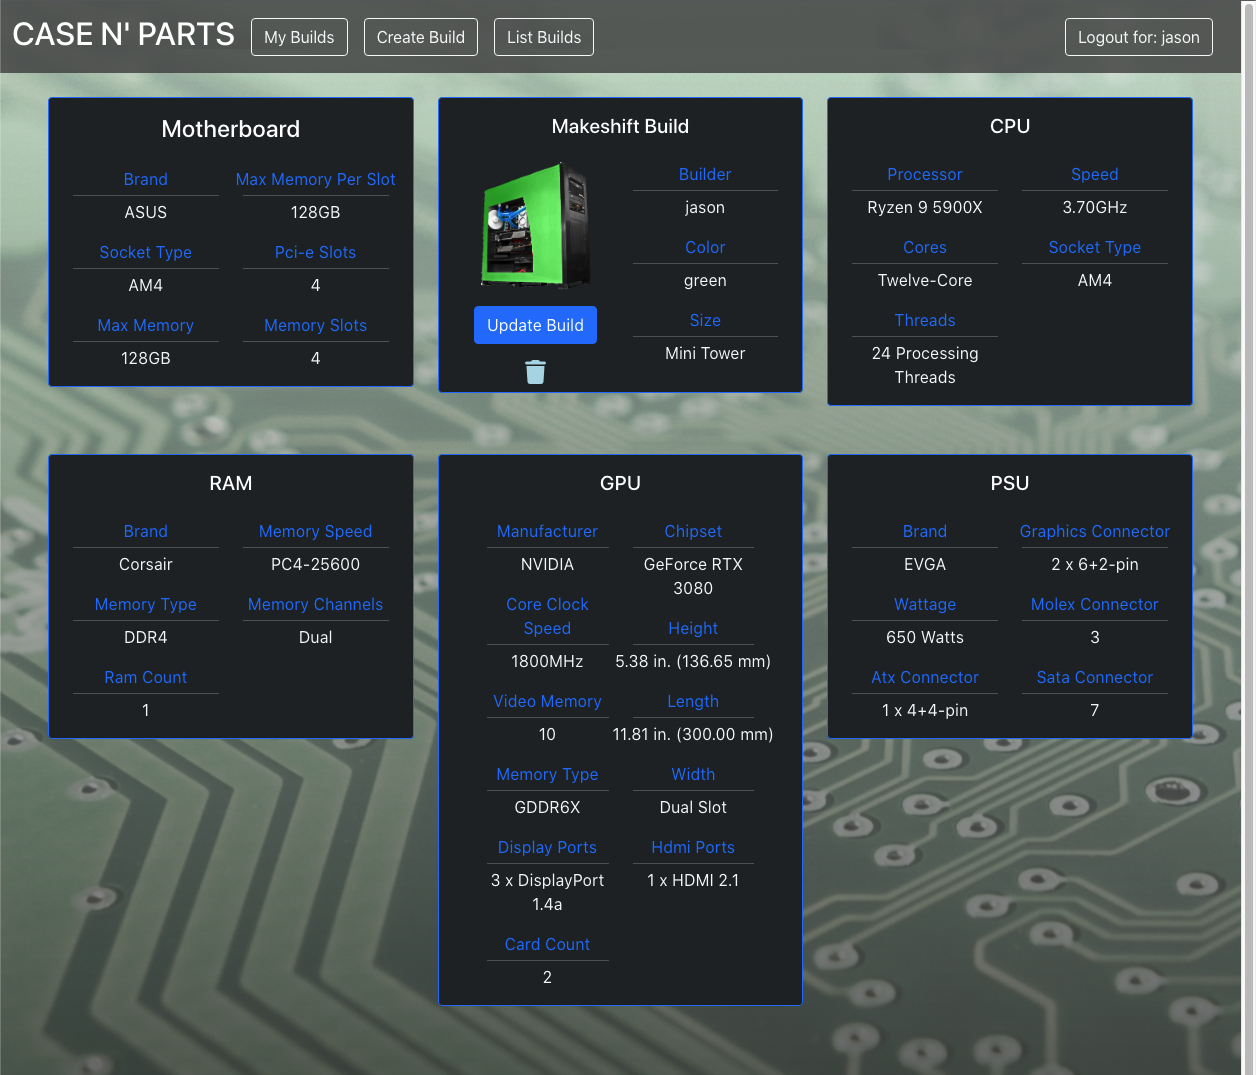 CASE N' PARTS
My Builds
Create Build
List Builds
Logout for: jason
Motherboard
Brand
Max Memory Per Slot
ASUS
128GB
Socket Type
Pci-e Slots
AM4
4
Max Memory
Memory Slots
128GB
4
Makeshift Build
Builder
jason
Color
green
Update Build
Size
Mini Tower
CPU
Processor
Speed
Ryzen 9 5900X
3.70GHz
Cores
Socket Type
Twelve-Core
AM4
Threads
24 Processing
Threads
RAM
Brand
Memory Speed
Corsair
PC4-25600
Memory Type
Memory Channels
DDR4
Dual
Ram Count
1
GPU
Manufacturer
Chipset
NVIDIA
GeForce RTX
3080
Core Clock
Speed
Height
1800MHz
5.38 in. (136.65 mm)
Video Memory
Length
10
11.81 in. (300.00 mm)
Memory Type
Width
GDDR6X
Dual Slot
Display Ports
Hdmi Ports
3 x DisplayPort
1.4a
1 x HDMI 2.1
Card Count
2
PSU
Brand
Graphics Connector
EVGA
2 x 6+2-pin
Wattage
Molex Connector
650 Watts
3
Atx Connector
Sata Connector
1 x 4+4-pin
7